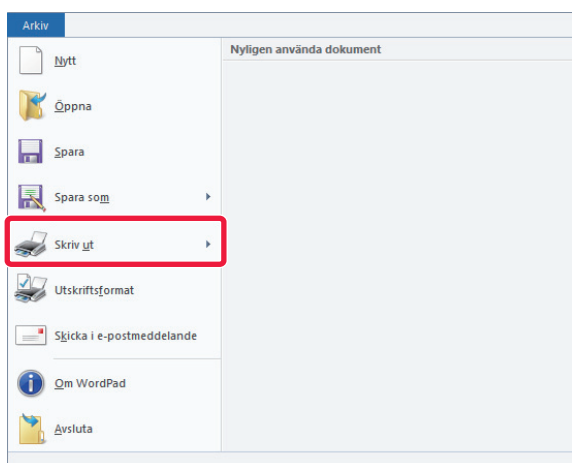 Arkiv
Nytt
Öppna
Spara
Spara som
Skriv ut
Utskriftsformat
Skicka i e-postmeddelande
Om WordPad
Avsluta
Nyligen använda dokument